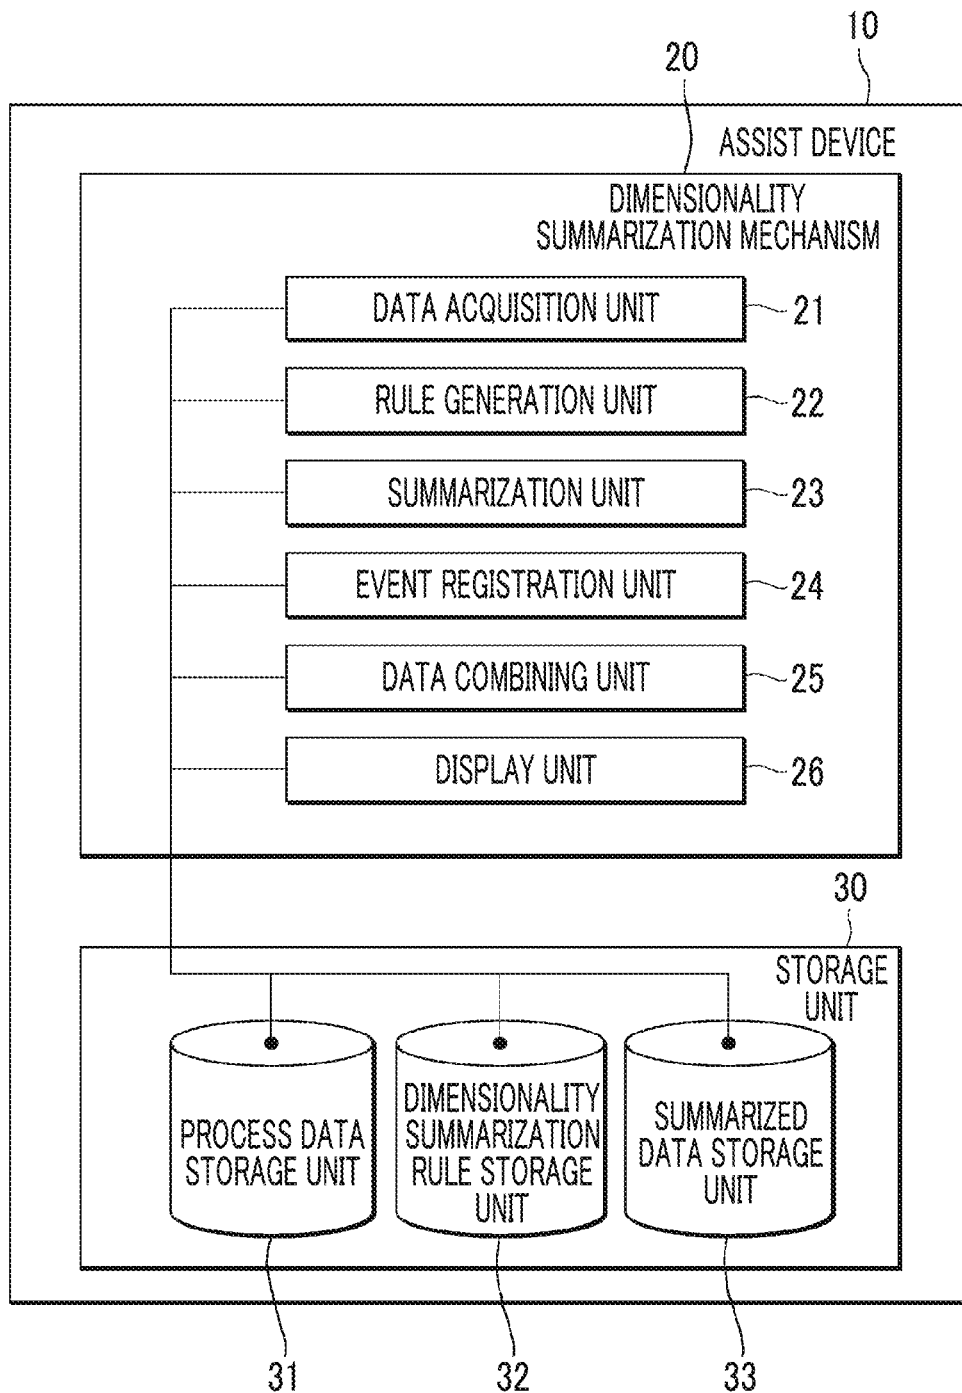 10
20
ASSIST DEVICE
DIMENSIONALITY
SUMMARIZATION MECHANISM
DATA ACQUISITION UNIT
21
RULE GENERATION UNIT
22
SUMMARIZATION UNIT
23
EVENT REGISTRATION UNIT
24
DATA COMBINING UNIT
25
DISPLAY UNIT
26
30
STORAGE
UNIT
PROCESS DATA
STORAGE UNIT
DIMENSIONALITY
SUMMARIZATION
RULE STORAGE
UNIT
SUMMARIZED
DATA STORAGE
UNIT
31
32
33